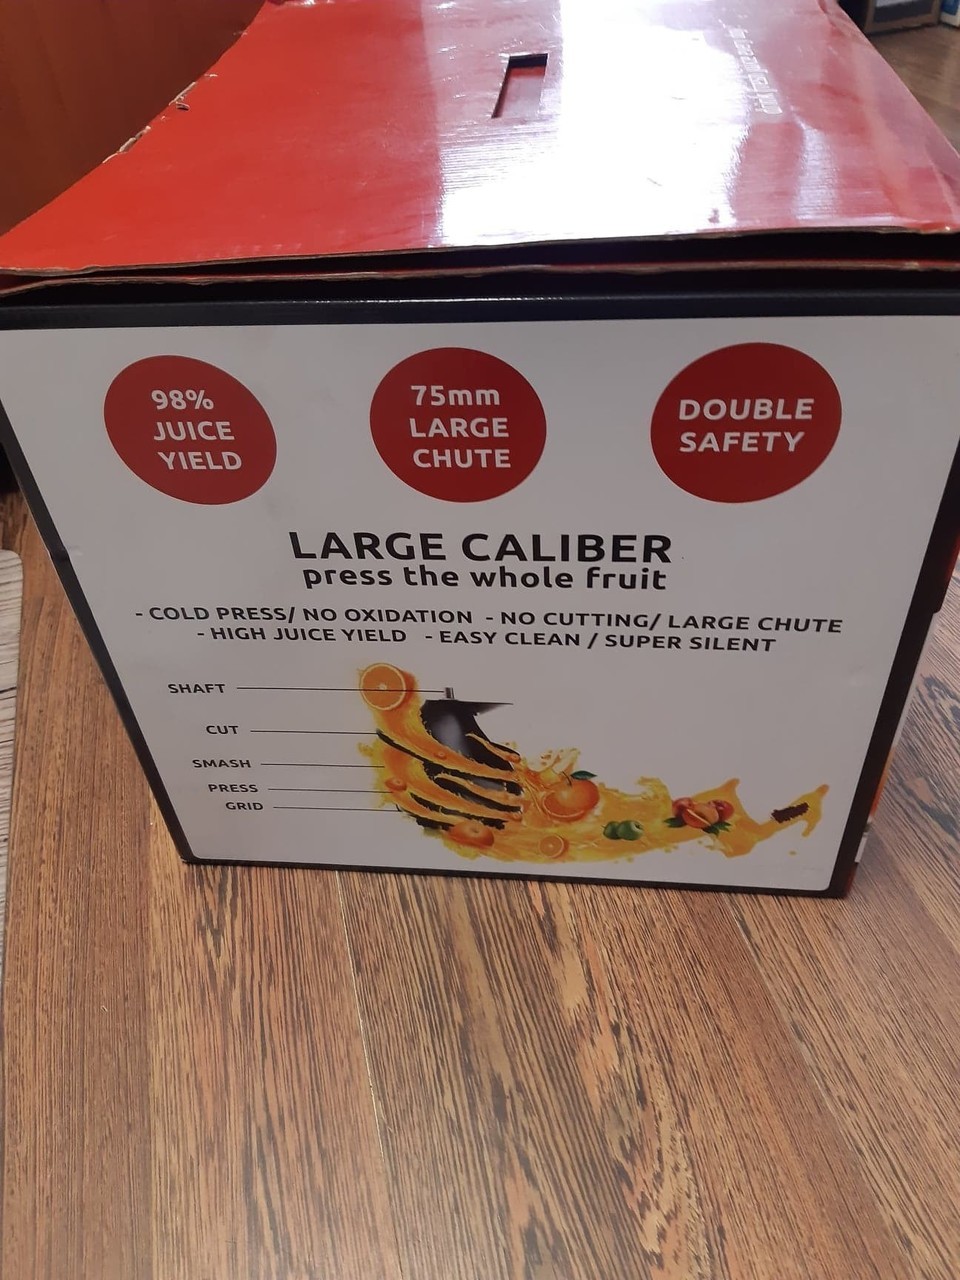 98%
JUICE
YIELD
75mm
LARGE
CHUTE
DOUBLE
SAFETY
LARGE CALIBER
press the whole fruit
- COLD PRESS/ NO OXIDATION - NO CUTTING/ LARGE CHUTE
- HIGH JUICE YIELD - EASY CLEAN / SUPER SILENT
SHAFT
CUT
SMASH
PRESS
GRID